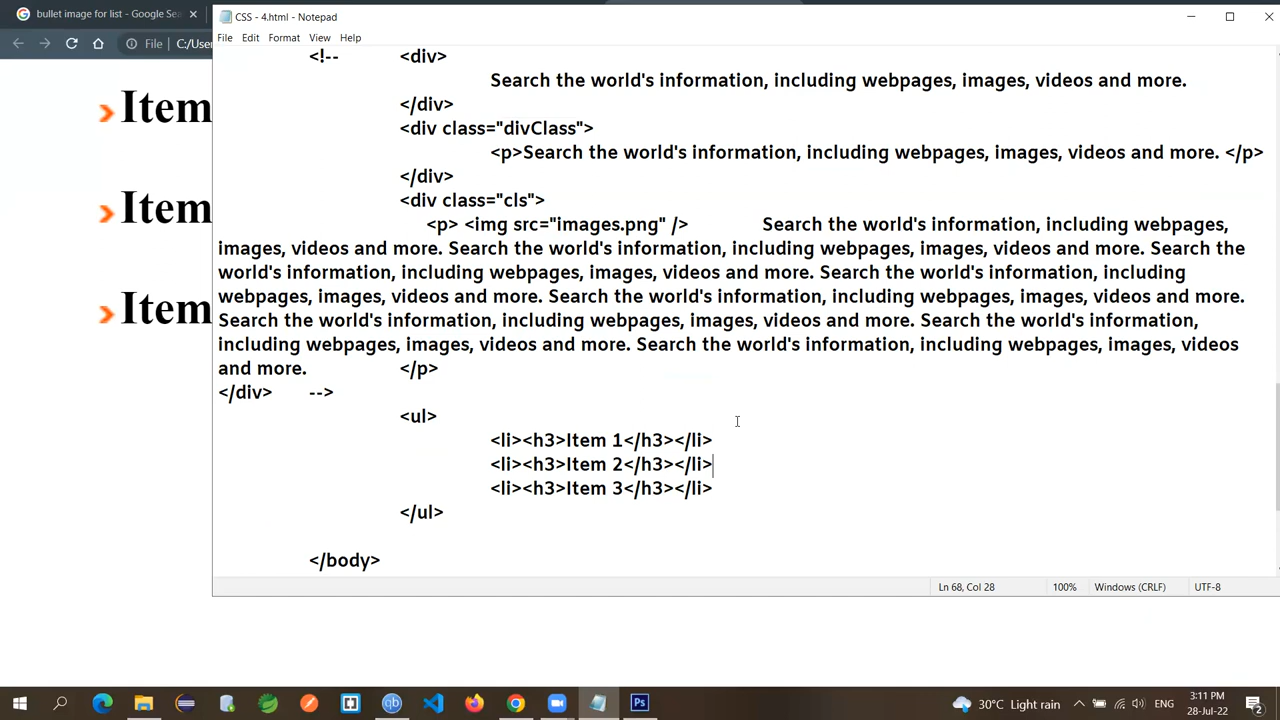 bullet image for list - Google Sea
File C:/User
Item
Item
Item
CSS - 4.html - Notepad
File Edit Format View Help
<!-- <div>
Search the world's information, including webpages, images, videos and more.
</div>
<div class="divClass">
<p>Search the world's information, including webpages, images, videos and more. </p>
</div>
<div class="cls">
<p> <img src="images.png" /> Search the world's information, including webpages,
images, videos and more. Search the world's information, including webpages, images, videos and more. Search the
world's information, including webpages, images, videos and more. Search the world's information, including
webpages, images, videos and more. Search the world's information, including webpages, images, videos and more.
Search the world's information, including webpages, images, videos and more. Search the world's information,
including webpages, images, videos and more. Search the world's information, including webpages, images, videos
and more. </p>
</div> -->
<ul>
<li><h3>Item 1</h3></li>
<li><h3>Item 2</h3></li>
<li><h3>Item 3</h3></li>
</ul>
</body>
Ln 68, Col 28 100% Windows (CRLF) UTF-8
qb Ps 30°C Light rain ENG 3:11 PM
28-Jul-22 2